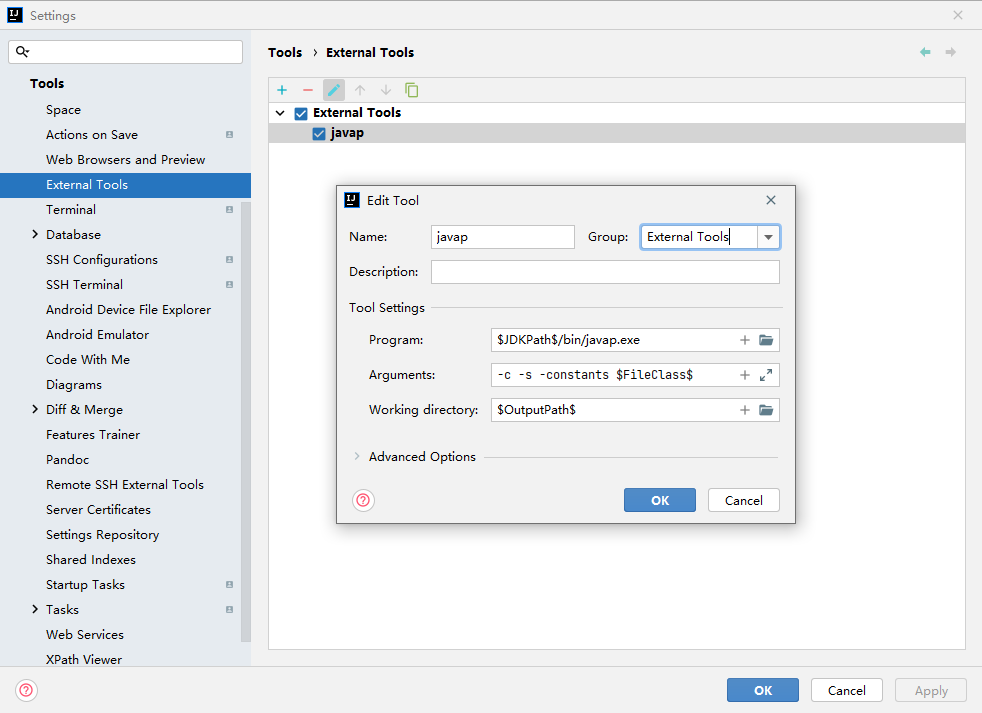 Settings
Tools
Space
Actions on Save
Web Browsers and Preview
External Tools
Terminal
Database
SSH Configurations
SSH Terminal
Android Device File Explorer
Android Emulator
Code With Me
Diagrams
Diff & Merge
Features Trainer
Pandoc
Remote SSH External Tools
Server Certificates
Settings Repository
Shared Indexes
Startup Tasks
Tasks
Web Services
XPath Viewer
Tools › External Tools
External Tools
javap
Edit Tool
Name: javap Group: External Tools
Description:
Tool Settings
Program: $JDKPath$/bin/javap.exe
Arguments: -c -s -constants $FileClass$
Working directory: $OutputPath$
Advanced Options
OK Cancel
OK Cancel Apply